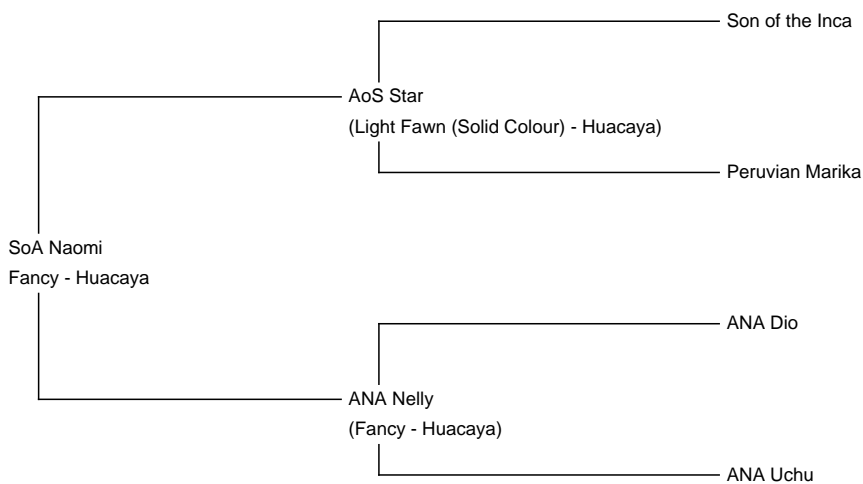 Son of the Inca
AoS Star
(Light Fawn (Solid Colour) - Huacaya)
Peruvian Marika
SoA Naomi
Fancy - Huacaya
ANA Dio
ANA Nelly
(Fancy - Huacaya)
ANA Uchu